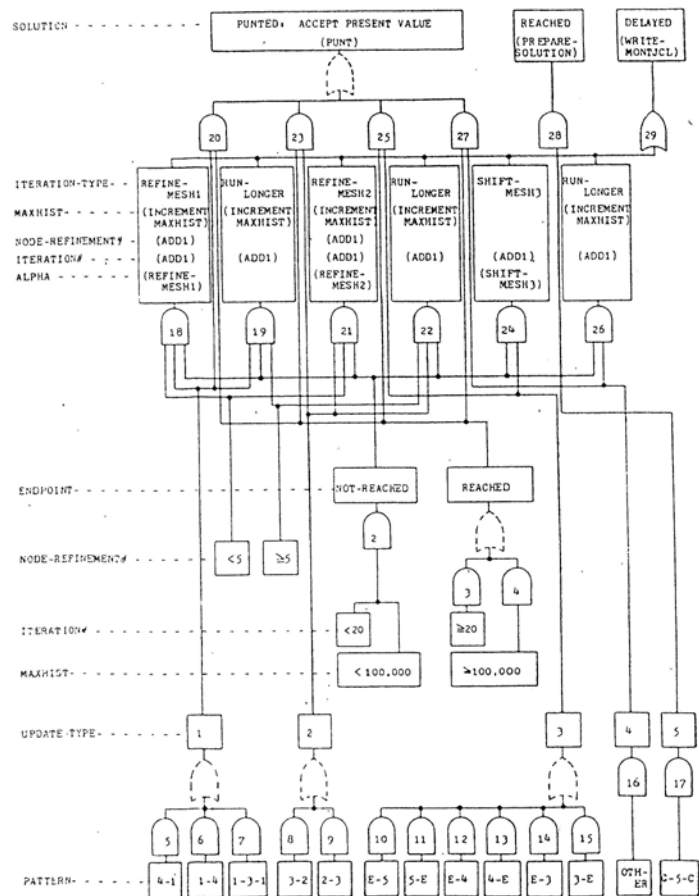 SOLUTION
PUNTED: ACCEPT PRESENT VALUE
(PUNT)
REACHED
(PREPARE-
SOLUTION)
DELAYED
(WRITE-
MONTJCL)
20
23
25
27
28
29
ITERATION-TYPE
MAXHIST
NODE-REFINEMENT#
ITERATION#
ALPHA
REFINE-
MESH1
(INCREMENT
MAXHIST)
(ADD1)
(ADD1)
(REFINE-
MESH1)
RUN-
LONGER
(INCREMENT
MAXHIST)
(ADD1)
REFINE-
MESH2
(INCREMENT
MAXHIST)
(ADD1)
(ADD1)
(REFINE-
MESH2)
RUN-
LONGER
(INCREMENT
MAXHIST)
(ADD1)
SHIFT-
MESH3
(ADD1)
(SHIFT-
MESH3)
RUN-
LONGER
(INCREMENT
MAXHIST)
(ADD1)
18
19
21
22
24
26
ENDPOINT
NOT-REACHED
REACHED
2
NODE-REFINEMENT#
<5
≥5
3
4
ITERATION#
<20
≥20
MAXHIST
<100,000
≥100,000
UPDATE-TYPE
1
2
3
4
5
16
17
5
6
7
8
9
10
11
12
13
14
15
PATTERN
4-1
1-4
1-3-1
3-2
2-3
E-5
5-E
E-4
4-E
E-3
3-E
OTH-
ER
C-5-C